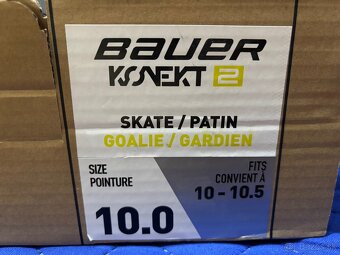 BAUER
KONEKT 2
SKATE / PATIN
GOALIE / GARDIEN
SIZE
POINTURE
10.0
FITS
CONVIENT À
10 - 10.5